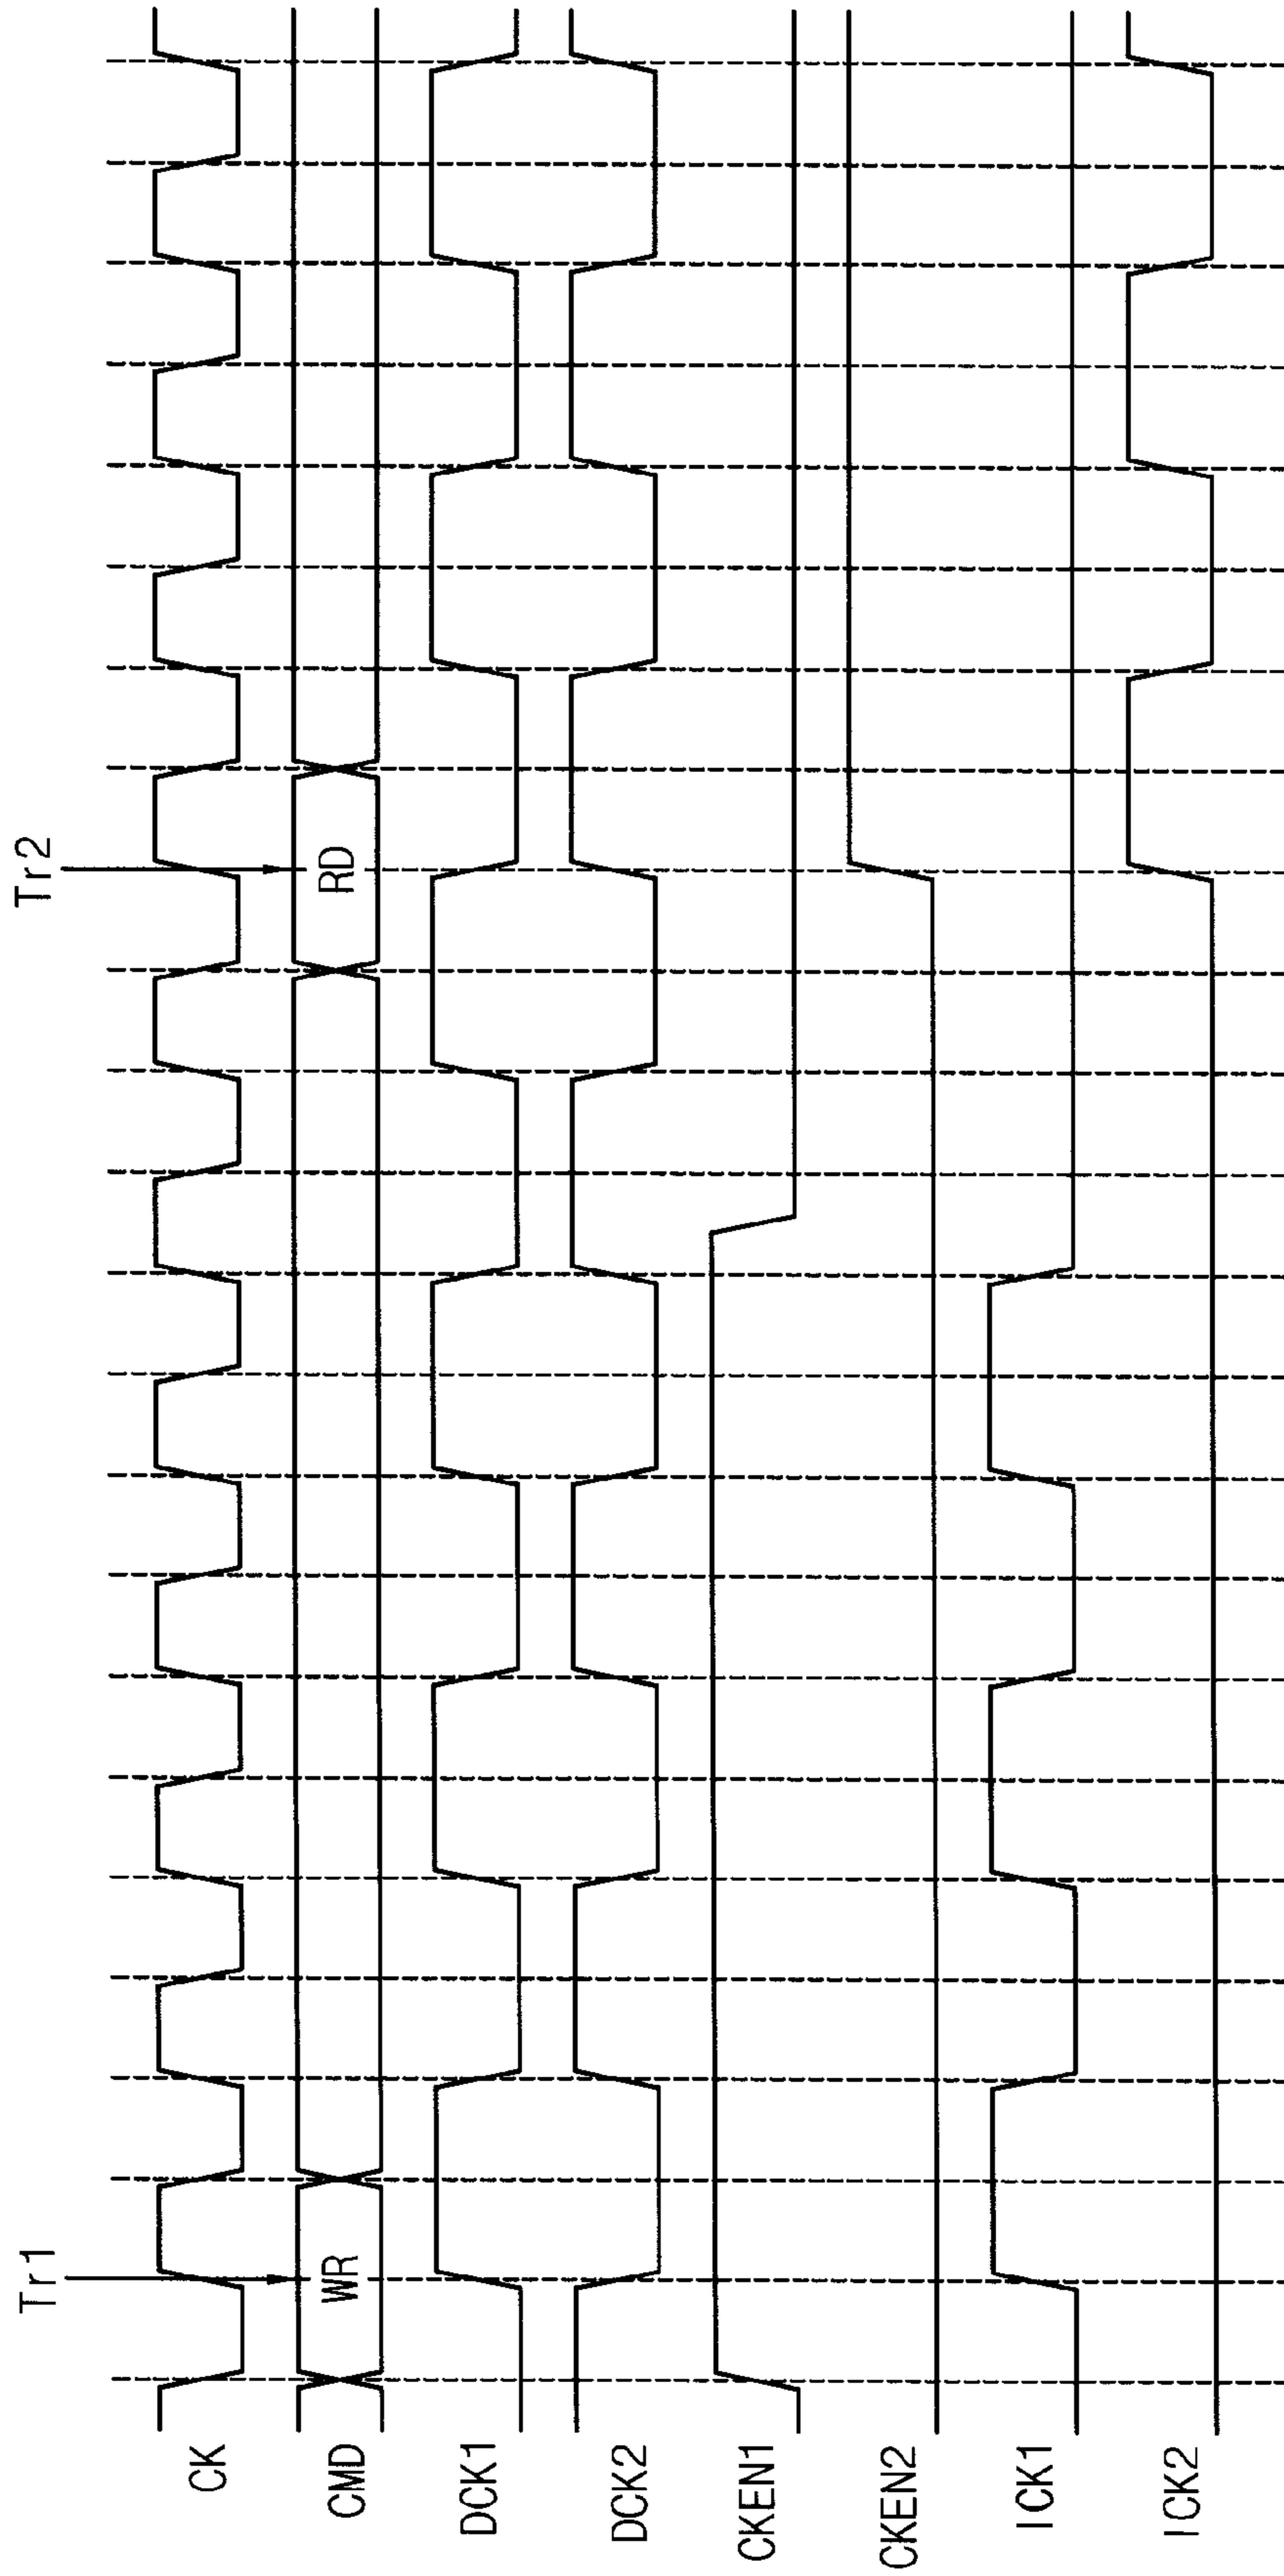 Tr1
Tr2
CK
CMD
WR
RD
DCK1
DCK2
CKEN1
CKEN2
ICK1
ICK2